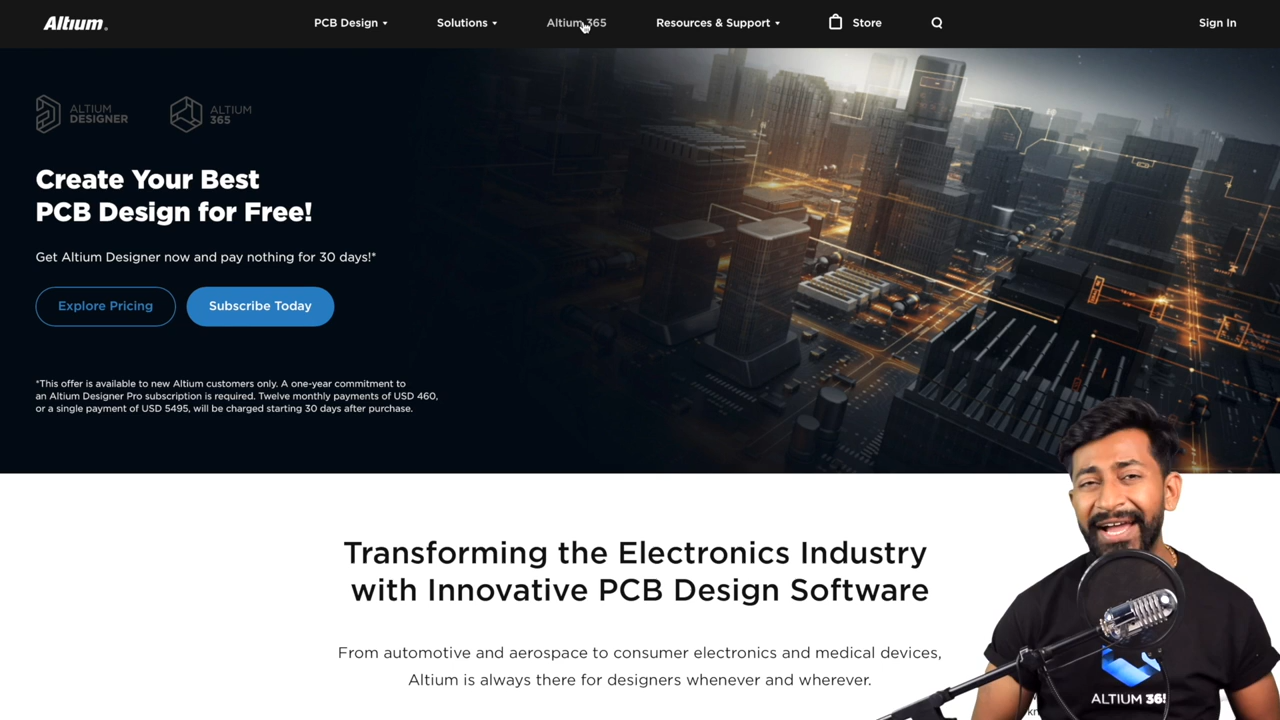 Altium.
PCB Design
Solutions
Altium 365
Resources & Support
Store
Sign In
ALTIUM
DESIGNER
ALTIUM
365
Create Your Best
PCB Design for Free!
Get Altium Designer now and pay nothing for 30 days!*
Explore Pricing
Subscribe Today
*This offer is available to new Altium customers only. A one-year commitment to
an Altium Designer Pro subscription is required. Twelve monthly payments of USD 460,
or a single payment of USD 5495, will be charged starting 30 days after purchase.
Transforming the Electronics Industry
with Innovative PCB Design Software
From automotive and aerospace to consumer electronics and medical devices,
Altium is always there for designers whenever and wherever.
ALTIUM 365